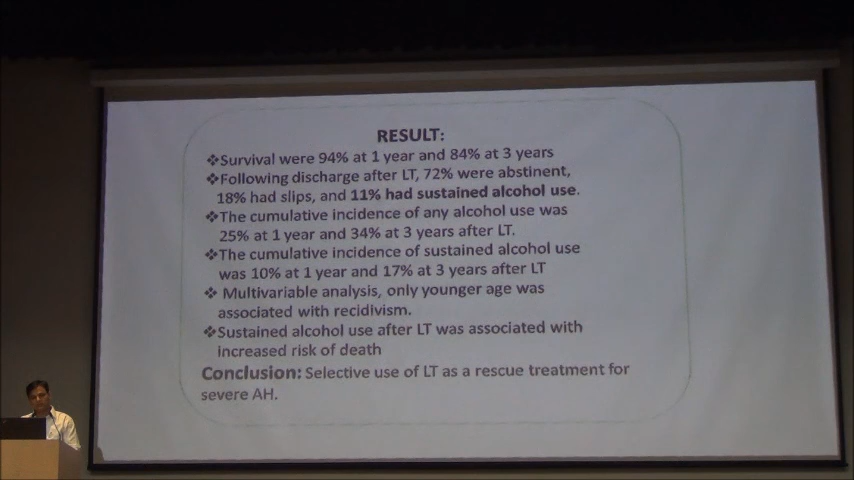 RESULT:
❖Survival were 94% at 1 year and 84% at 3 years
❖Following discharge after LT, 72% were abstinent,
18% had slips, and 11% had sustained alcohol use.
❖The cumulative incidence of any alcohol use was
25% at 1 year and 34% at 3 years after LT.
❖The cumulative incidence of sustained alcohol use
was 10% at 1 year and 17% at 3 years after LT
❖ Multivariable analysis, only younger age was
associated with recidivism.
❖Sustained alcohol use after LT was associated with
increased risk of death
Conclusion: Selective use of LT as a rescue treatment for
severe AH.